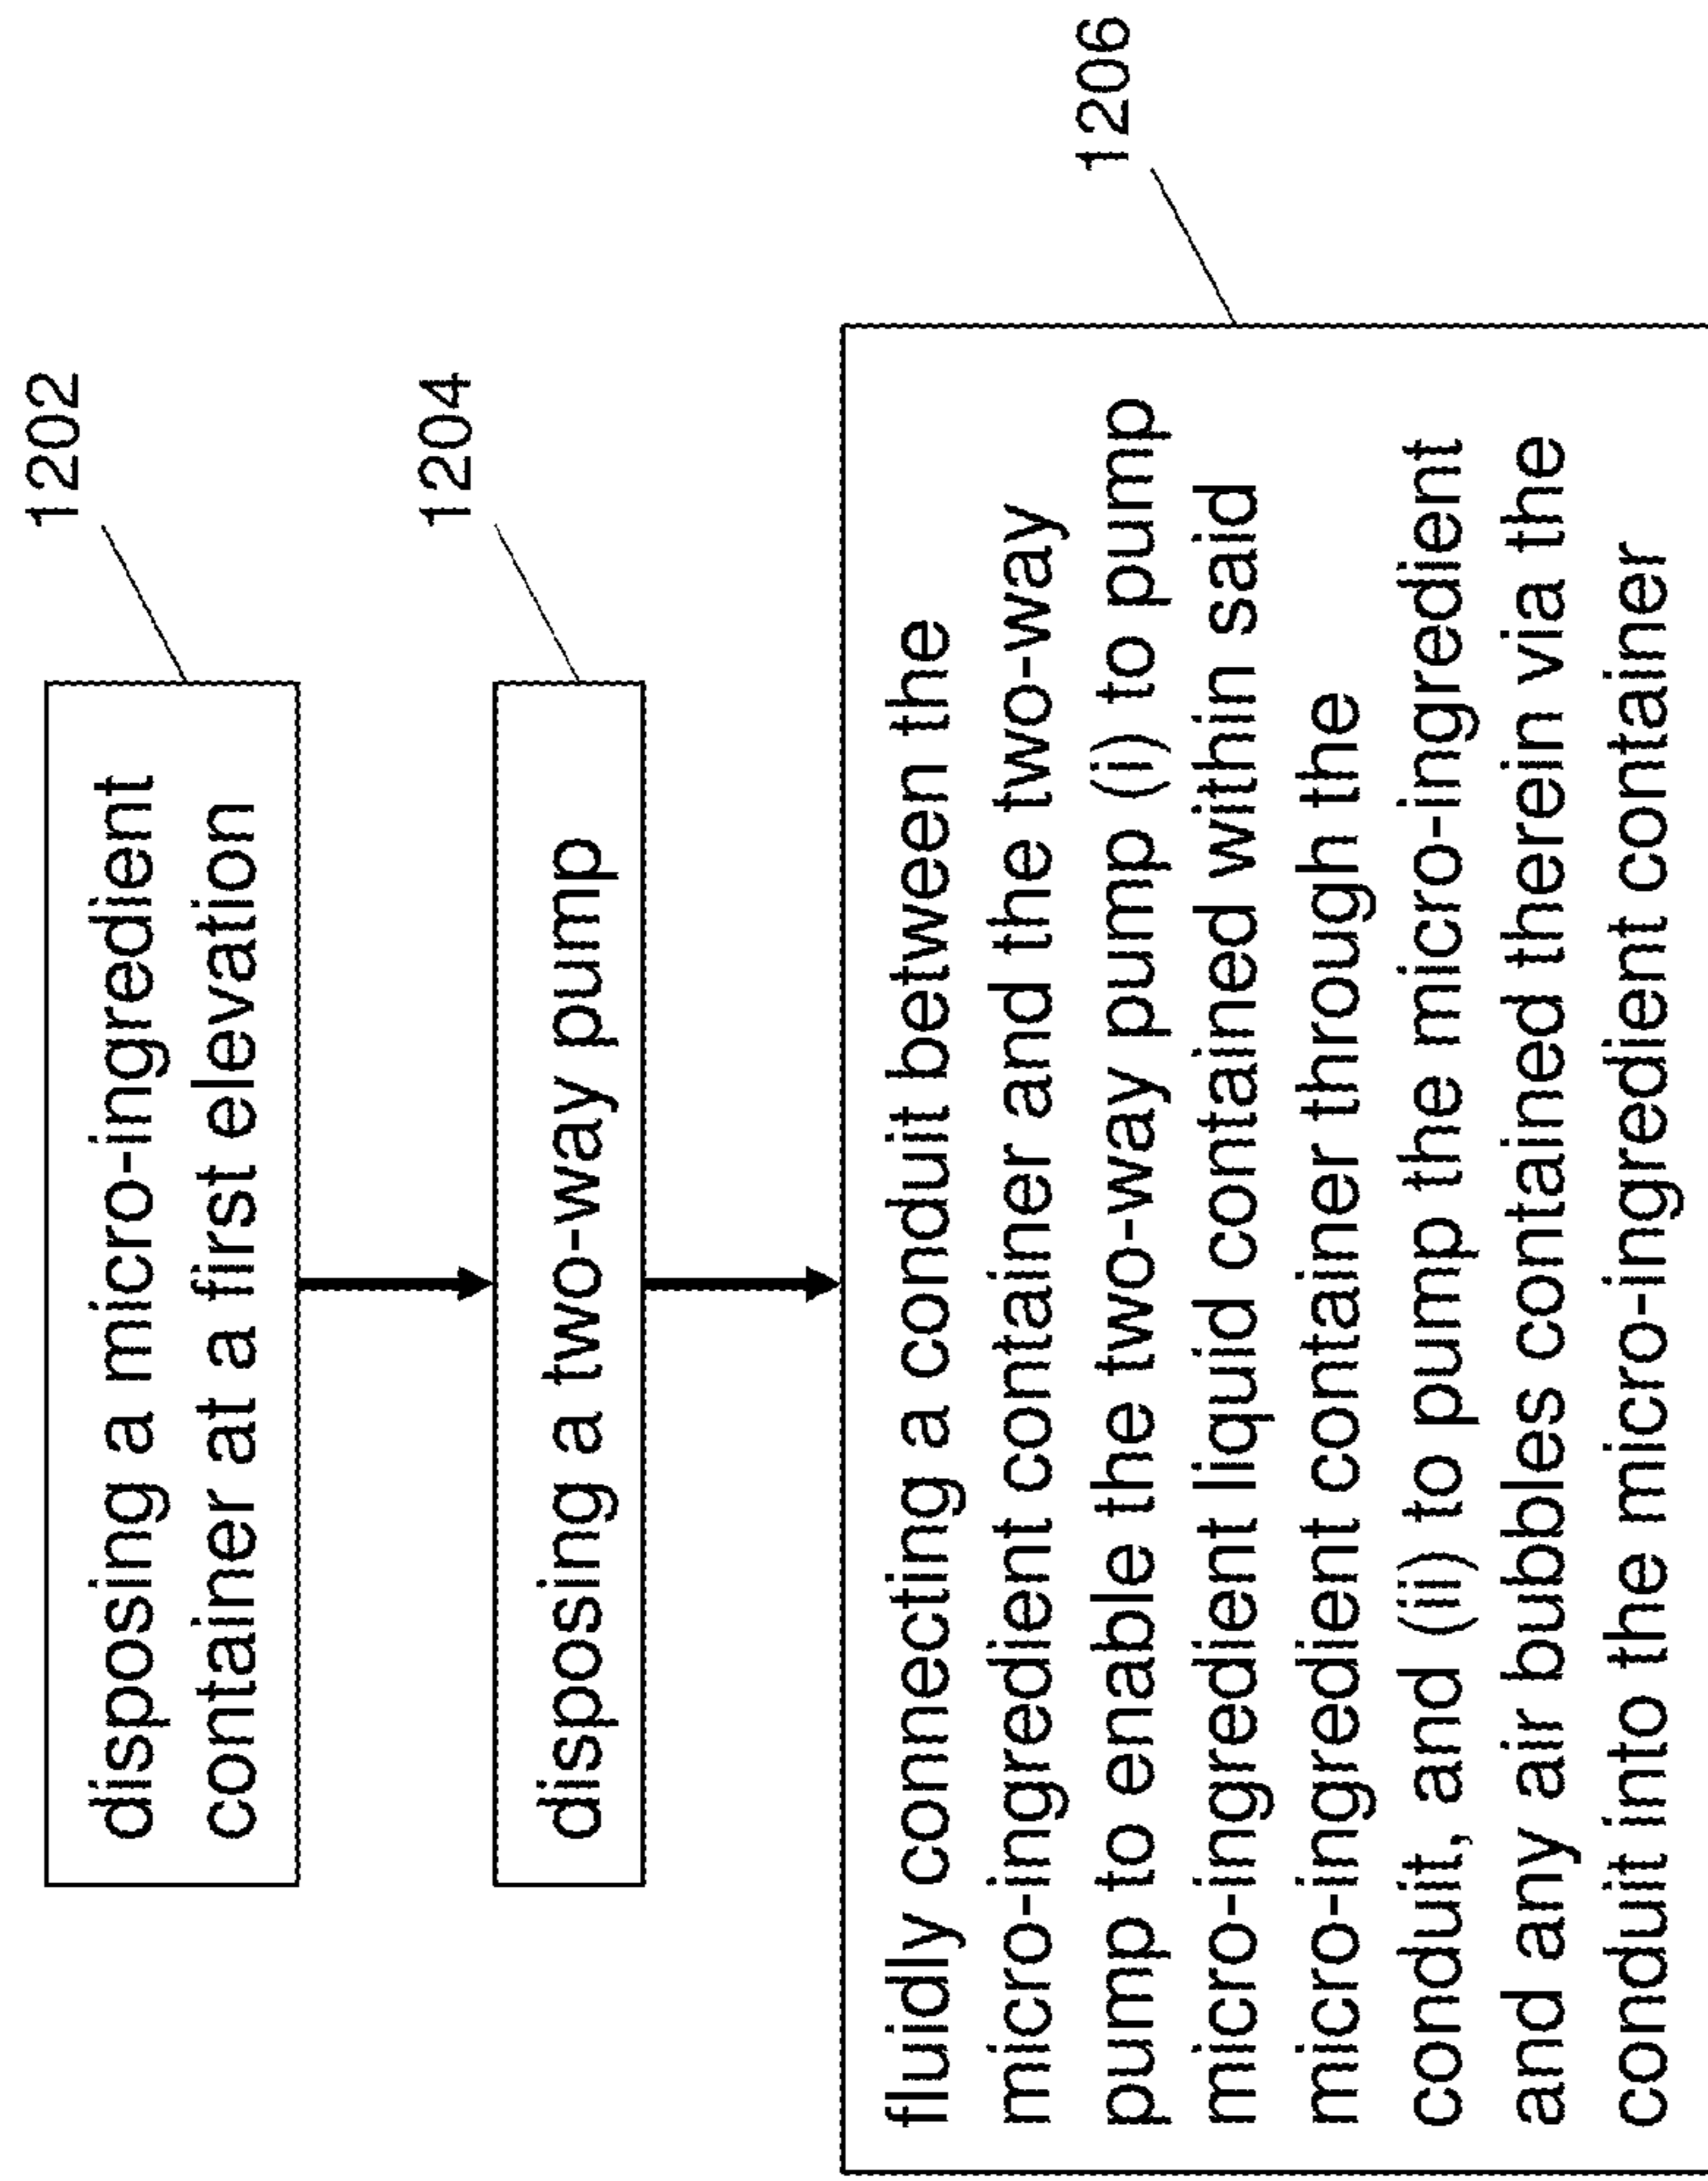 1202
disposing a micro-ingredient
container at a first elevation
1204
disposing a two-way pump
1206
fluidly connecting a conduit between the
micro-ingredient container and the two-way
pump to enable the two-way pump (i) to pump
micro-ingredient liquid contained within said
micro-ingredient container through the
conduit, and (ii) to pump the micro-ingredient
and any air bubbles contained therein via the
conduit into the micro-ingredient container